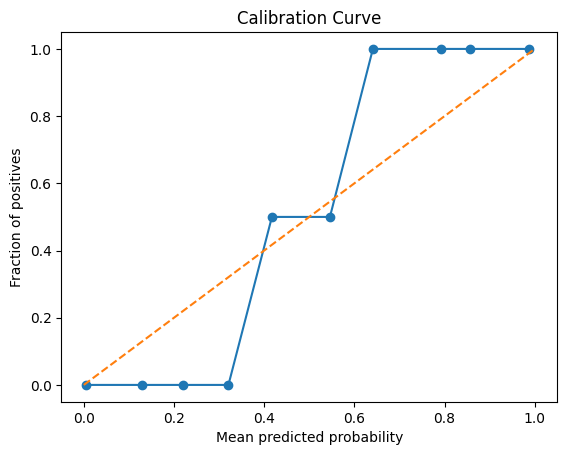 Calibration Curve
Fraction of positives
1.0
0.8
0.6
0.4
0.2
0.0
0.0 0.2 0.4 0.6 0.8 1.0
Mean predicted probability